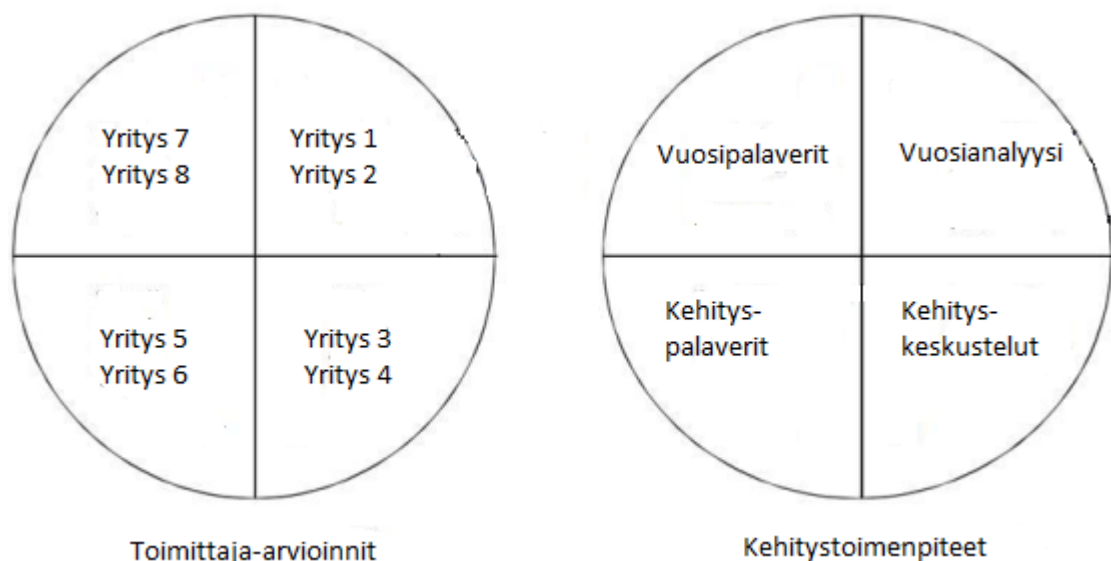 Yritys 7
Yritys 8
Yritys 1
Yritys 2
Yritys 5
Yritys 6
Yritys 3
Yritys 4
Toimittaja-arvioinnit
Vuosipalaverit
Vuosianalyysi
Kehitys-
palaverit
Kehitys-
keskustelut
Kehitystoimenpiteet